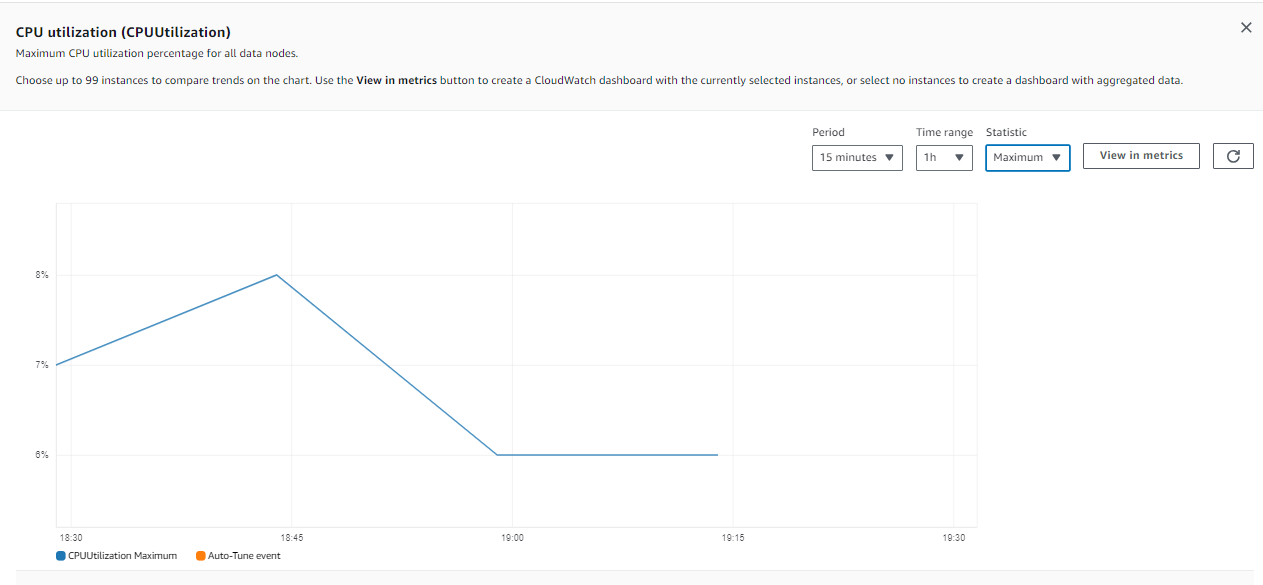 CPU utilization (CPUUtilization)
Maximum CPU utilization percentage for all data nodes.
Choose up to 99 instances to compare trends on the chart. Use the View in metrics button to create a CloudWatch dashboard with the currently selected instances, or select no instances to create a dashboard with aggregated data.
Period Time range Statistic
15 minutes 1h Maximum View in metrics
8%
7%
6%
18:30 18:45 19:00 19:15 19:30
CPUUtilization Maximum Auto-Tune event